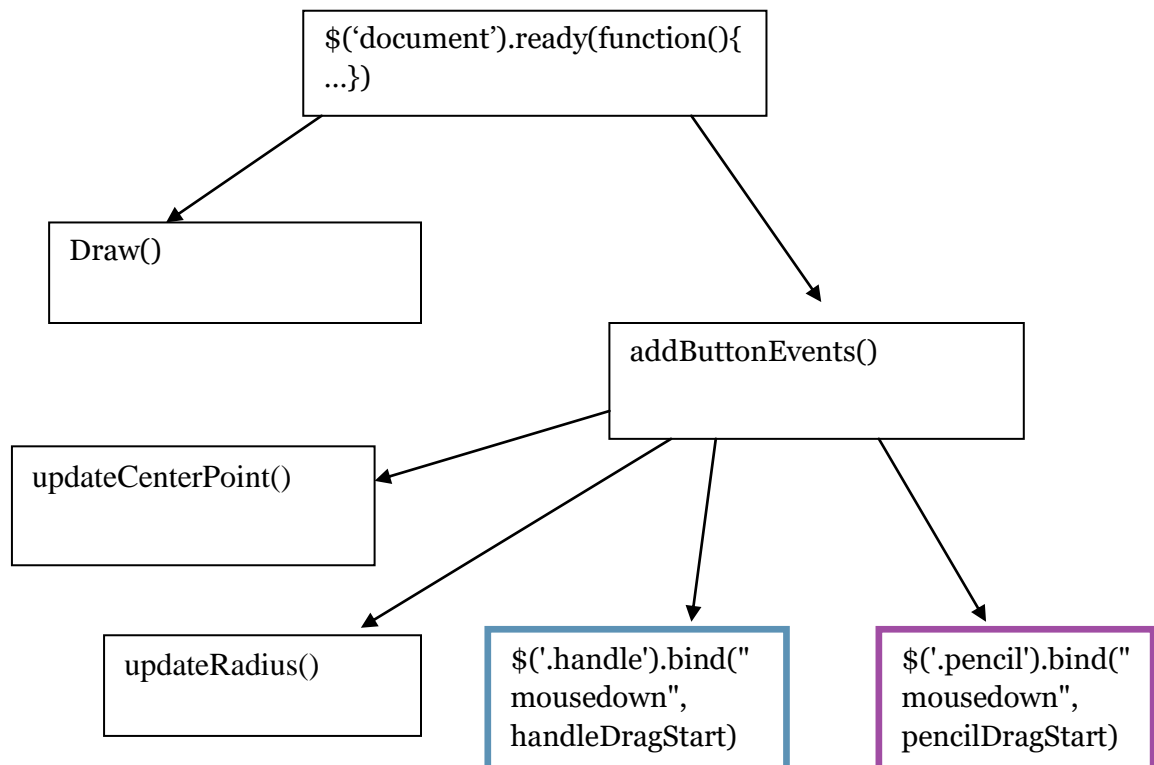 $(‘document’).ready(function(){
…})
Draw()
addButtonEvents()
updateCenterPoint()
updateRadius()
$('.handle').bind("
mousedown",
handleDragStart)
$('.pencil').bind("
mousedown",
pencilDragStart)